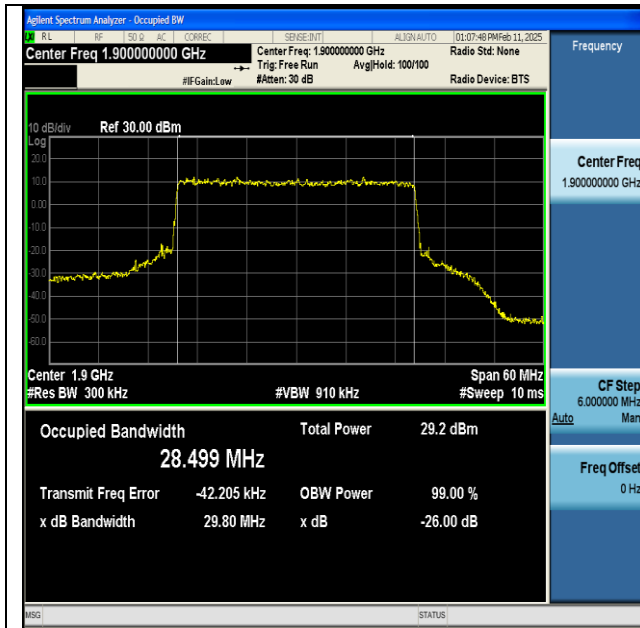 Agilent Spectrum Analyzer - Occupied BW
RL RF 50 Ω AC CORREC SENSE:INT ALIGN AUTO 01:07:48 PM Feb 11, 2025
Center Freq 1.900000000 GHz
Center Freq: 1.900000000 GHz
Radio Std: None
Trig: Free Run Avg|Hold: 100/100
#IFGain:Low #Atten: 30 dB Radio Device: BTS
10 dB/div Ref 30.00 dBm
Log
20.0
10.0
0.00
-10.0
-20.0
-30.0
-40.0
-50.0
-60.0
Center 1.9 GHz Span 60 MHz
#Res BW 300 kHz #VBW 910 kHz #Sweep 10 ms
Occupied Bandwidth Total Power 29.2 dBm
28.499 MHz
Transmit Freq Error -42.205 kHz OBW Power 99.00 %
x dB Bandwidth 29.80 MHz x dB -26.00 dB
MSG STATUS
Frequency
Center Freq
1.900000000 GHz
CF Step
6.000000 MHz
Auto Man
Freq Offset
0 Hz